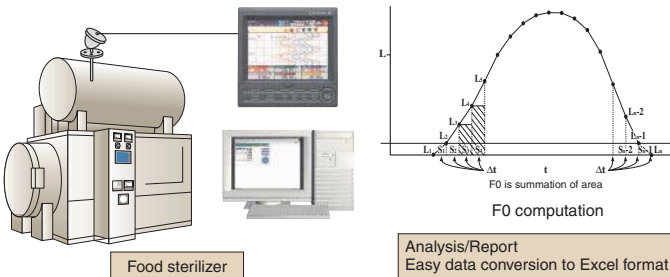 Food sterilizer
L
L₁
L₂
L₃
L₄
L₅
Lₙ-2
Lₙ-1
Lₙ
S₁
S₂
S₃
S₄
Sₙ-2
Sₙ-1
Δt
t
Δt
F0 is summation of area
F0 computation
Analysis/Report
Easy data conversion to Excel format